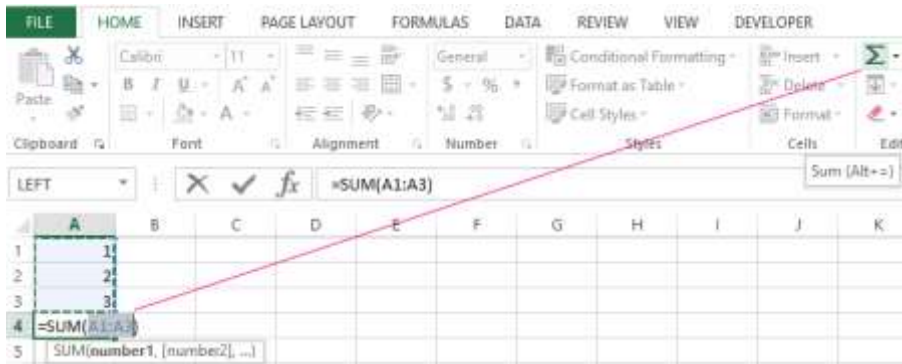 FILE HOME INSERT PAGE LAYOUT FORMULAS DATA REVIEW VIEW DEVELOPER
Calibri 11 General Conditional Formatting Insert
Paste B I U A A $ % Format as Table Delete
A Cell Styles Format
Clipboard Font Alignment Number Styles Cells Edi
Sum (Alt+=)
LEFT fx =SUM(A1:A3)
A B C D E F G H I J K
1 1
2 2
3 3
4 =SUM(A1:A3)
5 SUM(number1, [number2], ...)